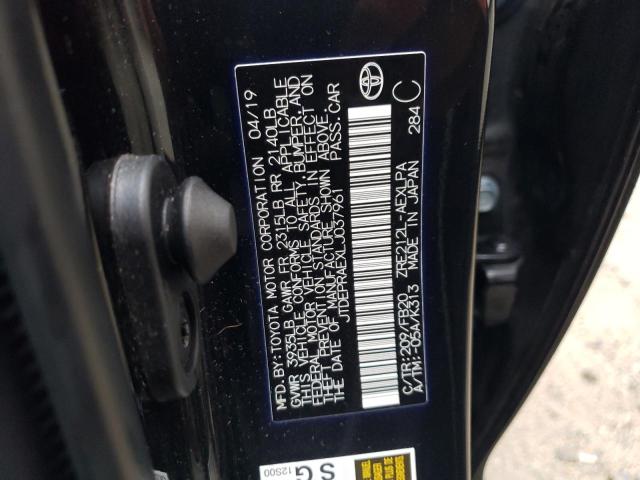 MFD.BY:TOYOTA MOTOR CORPORATION 04/19
GVWR 3935LB GAWR FR 2315LB RR 2140LB
THIS VEHICLE CONFORMS TO ALL APPLICABLE
FEDERAL MOTOR VEHICLE SAFETY, BUMPER, AND
THEFT PREVENTION STANDARDS IN EFFECT ON
THE DATE OF MANUFACTURE SHOWN ABOVE.
JTDEPRAEXLJ037961 PASS.CAR
C/TR:209/FB20 ZRE212L-AEXLPA
A/TM:-05A/K313 MADE IN JAPAN 284 C
S G
12S00